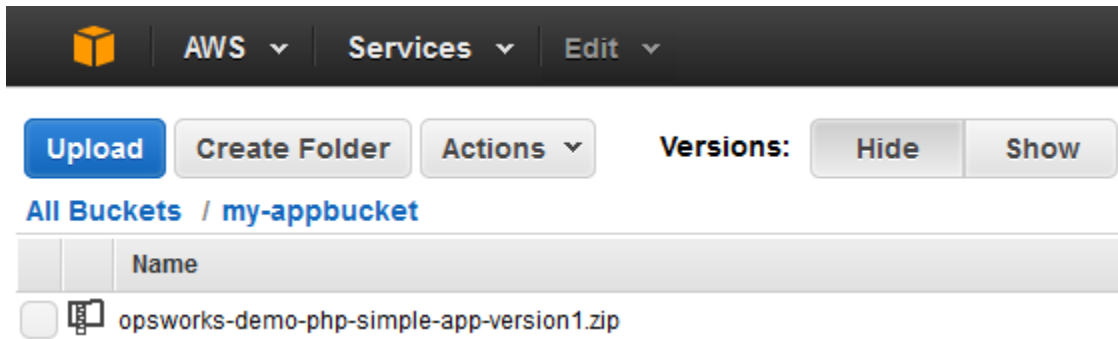 AWS Services Edit
Upload Create Folder Actions Versions: Hide Show
All Buckets / my-appbucket
Name
opsworks-demo-php-simple-app-version1.zip